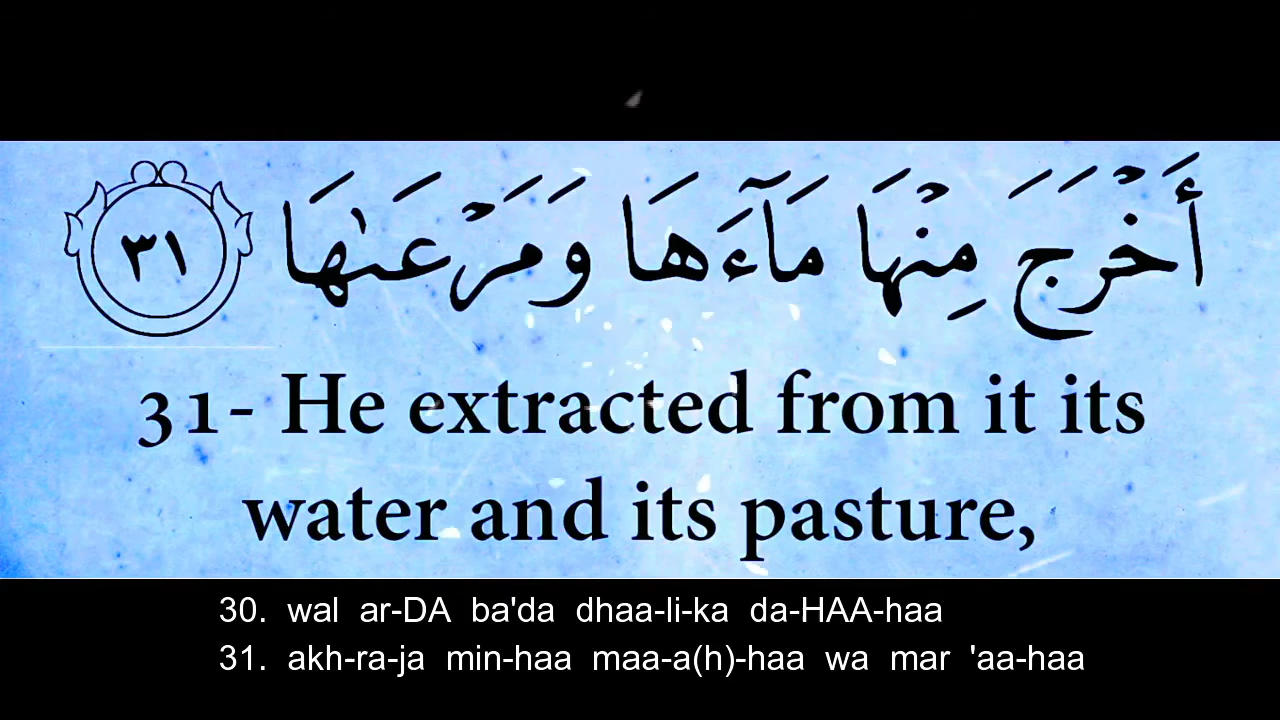 أَخْرَجَ مِنْهَا مَآءَهَا وَمَرْعَىٰهَا ٣١
31- He extracted from it its
water and its pasture,
30. wal ar-DA ba'da dhaa-li-ka da-HAA-haa
31. akh-ra-ja min-haa maa-a(h)-haa wa mar 'aa-haa